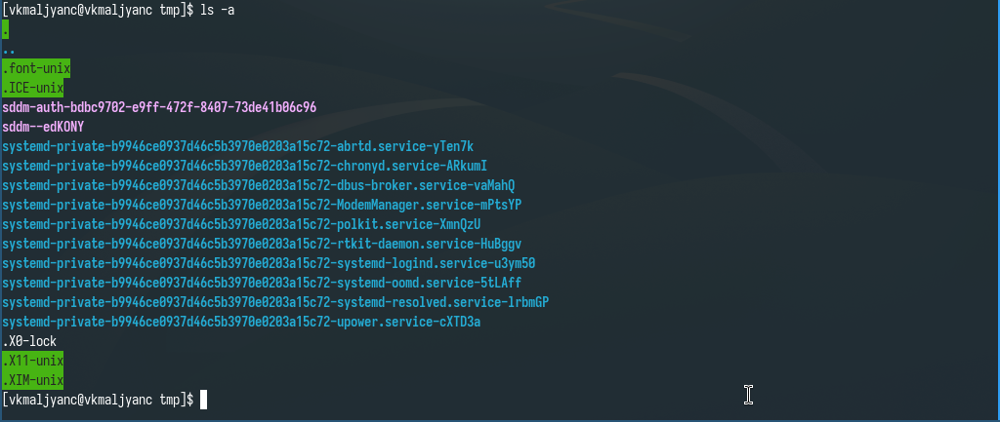 [vkmaljyanc@vkmaljyanc tmp]$ ls -a
.
..
.font-unix
.ICE-unix
sddm-auth-bdbc9702-e9ff-472f-8407-73de41b06c96
sddm--edKONY
systemd-private-b9946ce0937d46c5b3970e0203a15c72-abrtd.service-yTen7k
systemd-private-b9946ce0937d46c5b3970e0203a15c72-chronyd.service-ARkumI
systemd-private-b9946ce0937d46c5b3970e0203a15c72-dbus-broker.service-vaMahQ
systemd-private-b9946ce0937d46c5b3970e0203a15c72-ModemManager.service-mPtsYP
systemd-private-b9946ce0937d46c5b3970e0203a15c72-polkit.service-XmnQzU
systemd-private-b9946ce0937d46c5b3970e0203a15c72-rtkit-daemon.service-HuBggv
systemd-private-b9946ce0937d46c5b3970e0203a15c72-systemd-logind.service-u3ym50
systemd-private-b9946ce0937d46c5b3970e0203a15c72-systemd-oomd.service-5tLAff
systemd-private-b9946ce0937d46c5b3970e0203a15c72-systemd-resolved.service-lrbmGP
systemd-private-b9946ce0937d46c5b3970e0203a15c72-upower.service-cXTD3a
.X0-lock
.X11-unix
.XIM-unix
[vkmaljyanc@vkmaljyanc tmp]$